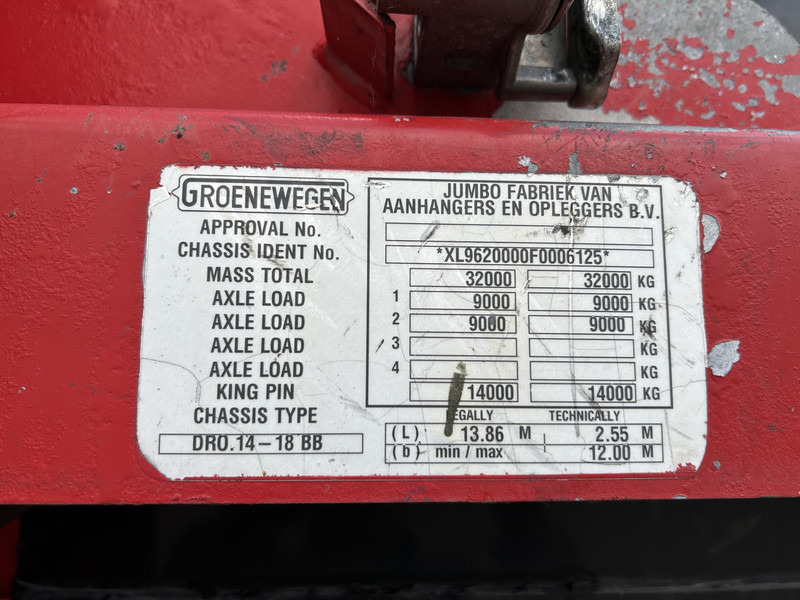 GROENEWEGEN
JUMBO FABRIEK VAN
AANHANGERS EN OPLEGGERS B.V.
APPROVAL No.
CHASSIS IDENT No. *XL9620000F0006125*
MASS TOTAL 32000 32000 KG
AXLE LOAD 1 9000 9000 KG
AXLE LOAD 2 9000 9000 KG
AXLE LOAD 3 KG
AXLE LOAD 4 KG
KING PIN 14000 14000 KG
CHASSIS TYPE EGALLY TECHNICALLY
DRO.14-18 BB (L) 13.86 M 2.55 M
(b) min / max 12.00 M